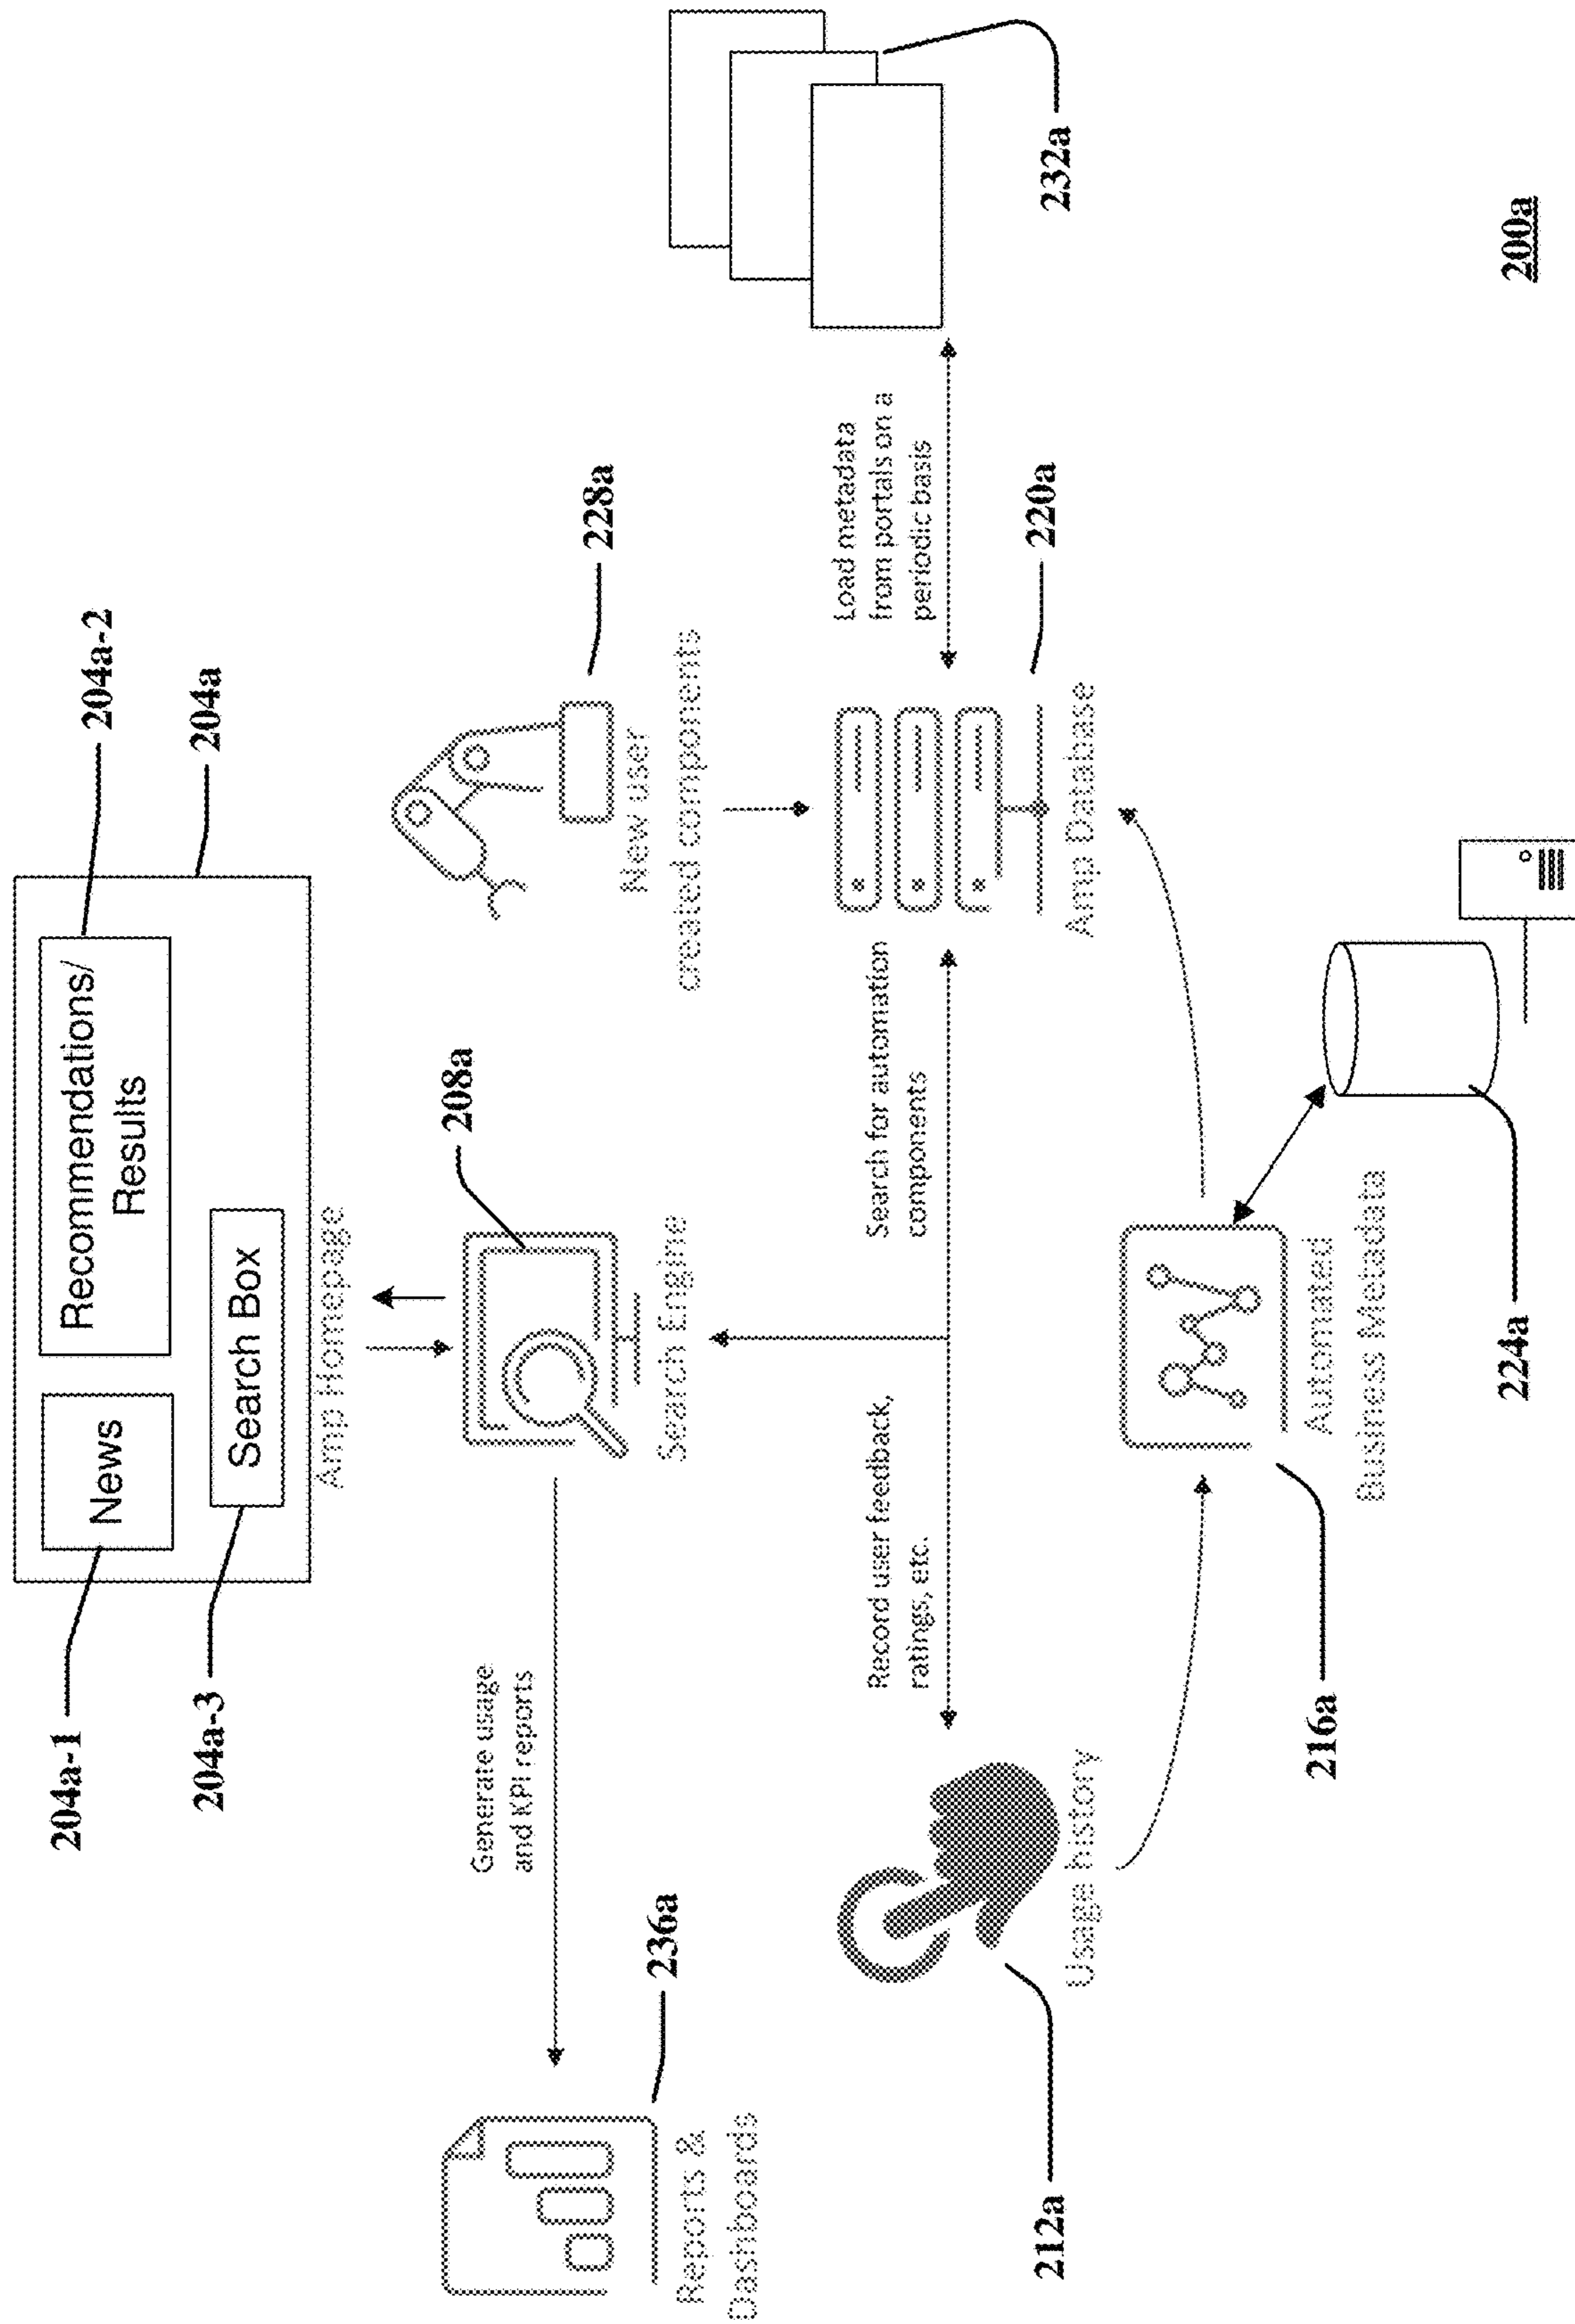 204a-1
204a-3
204a-2
204a
News
Recommendations/
Results
Search Box
Amp Homepage
208a
Search Engine
Generate usage
and KPI reports
236a
Reports &
Dashboards
228a
New user
created components
Record user feedback,
ratings, etc.
Search for automation
components
Load metadata
from portals on a
periodic basis
212a
Usage history
220a
Amp Database
232a
216a
Automated
Business Metadata
224a
200a